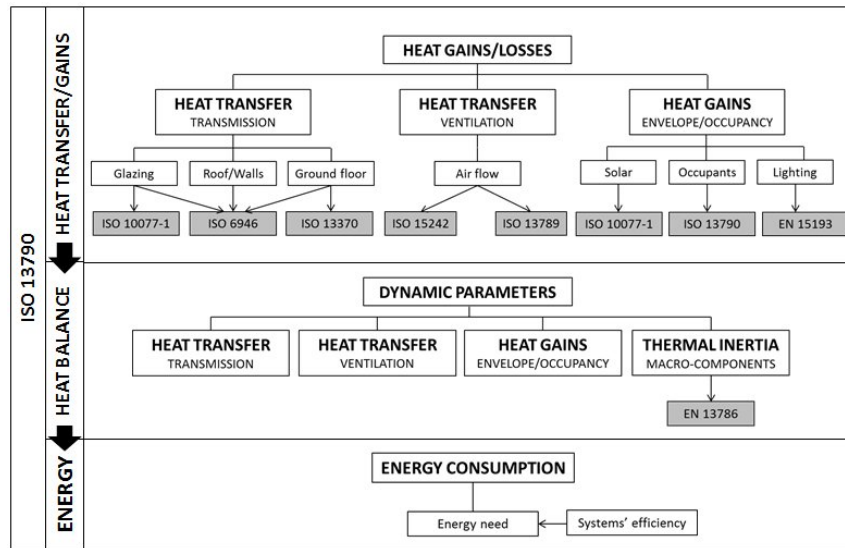 ISO 13790
HEAT TRANSFER/GAINS
HEAT GAINS/LOSSES
HEAT TRANSFER
TRANSMISSION
HEAT TRANSFER
VENTILATION
HEAT GAINS
ENVELOPE/OCCUPANCY
Glazing
Roof/Walls
Ground floor
Air flow
Solar
Occupants
Lighting
ISO 10077-1
ISO 6946
ISO 13370
ISO 15242
ISO 13789
ISO 10077-1
ISO 13790
EN 15193
HEAT BALANCE
DYNAMIC PARAMETERS
HEAT TRANSFER
TRANSMISSION
HEAT TRANSFER
VENTILATION
HEAT GAINS
ENVELOPE/OCCUPANCY
THERMAL INERTIA
MACRO-COMPONENTS
EN 13786
ENERGY
ENERGY CONSUMPTION
Energy need
Systems' efficiency